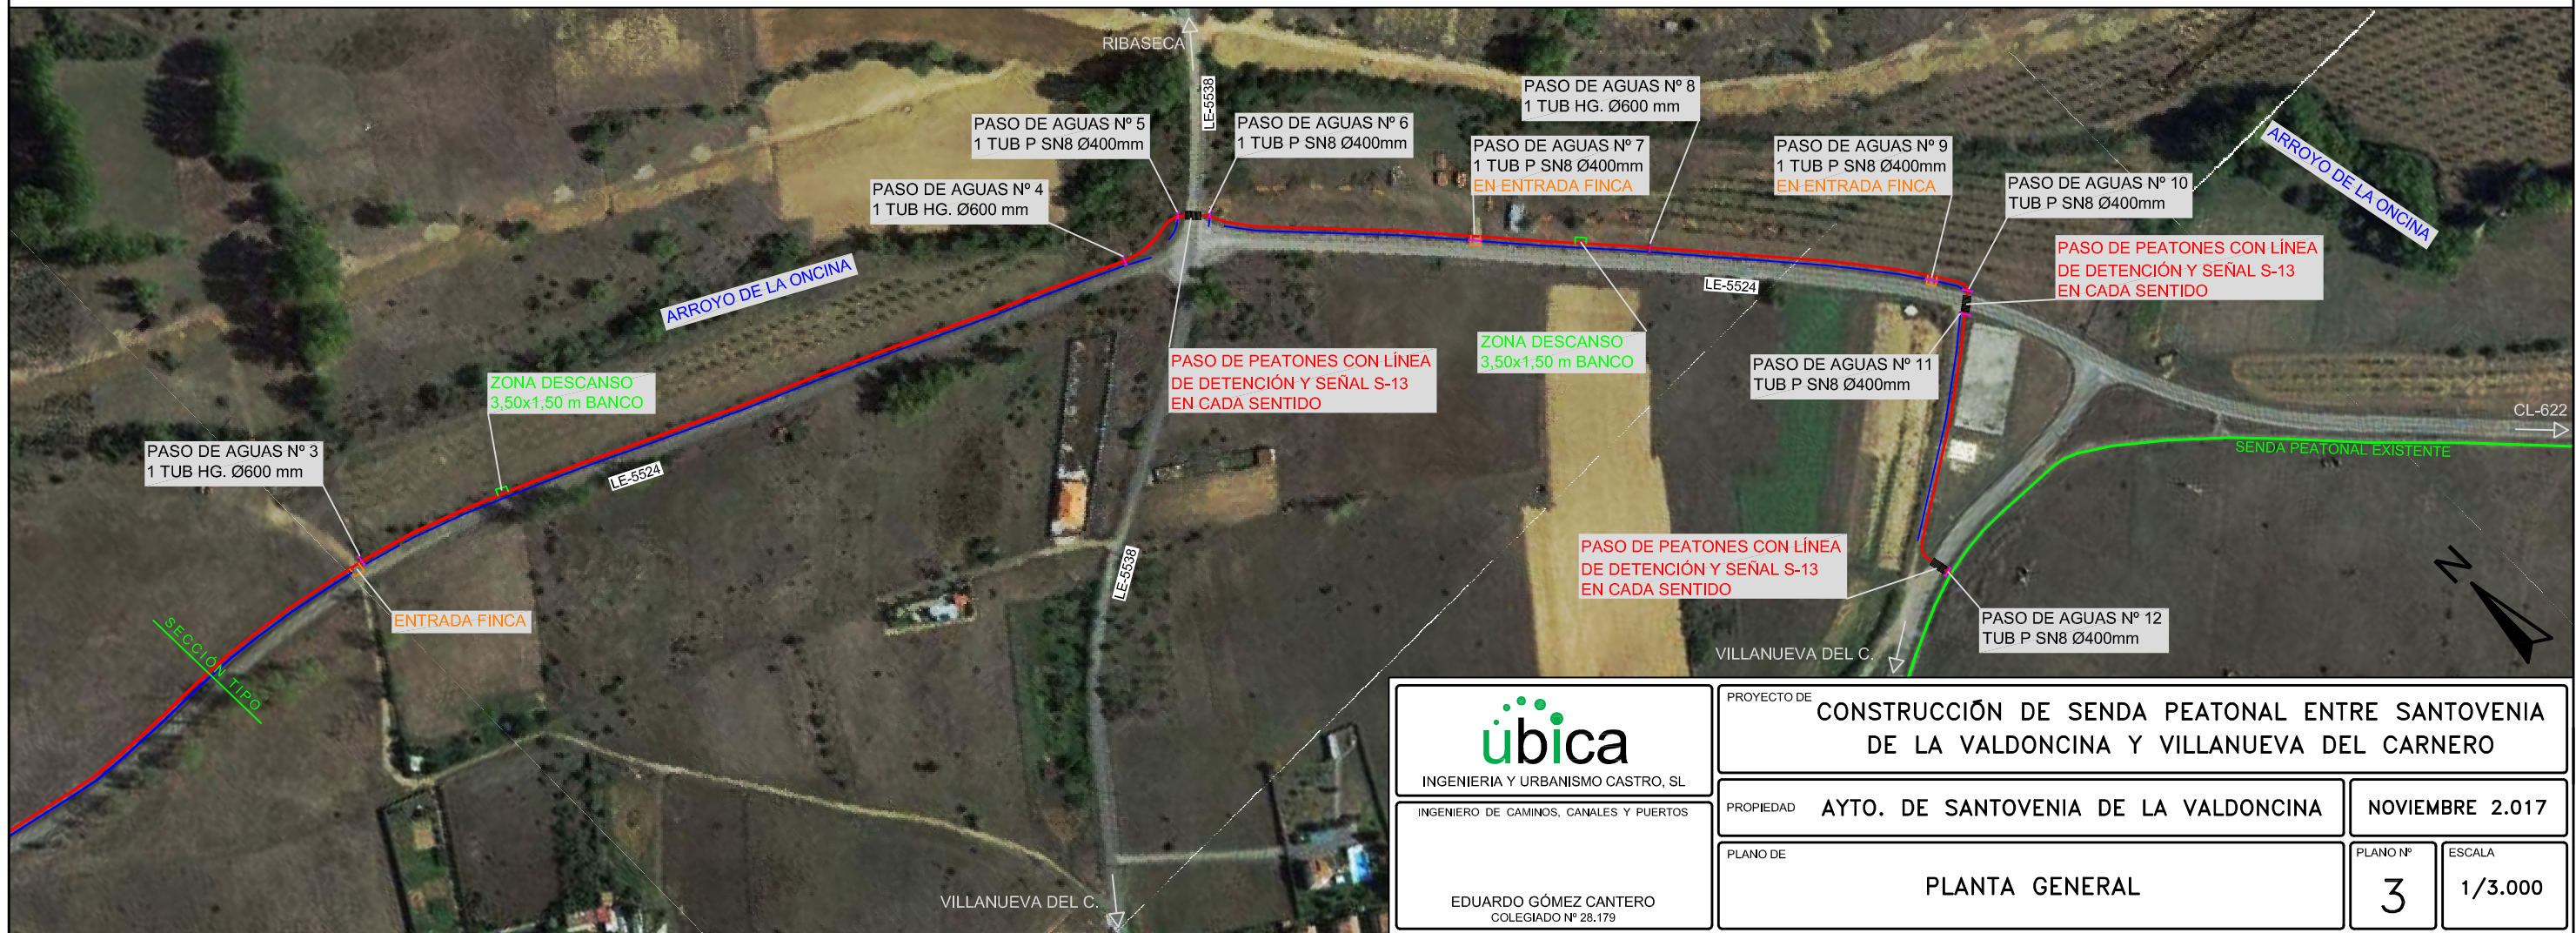 RIBASECA
LE-5538
PASO DE AGUAS Nº 8
1 TUB HG. Ø600 mm
PASO DE AGUAS Nº 5
1 TUB P SN8 Ø400mm
PASO DE AGUAS Nº 6
1 TUB P SN8 Ø400mm
PASO DE AGUAS Nº 7
1 TUB P SN8 Ø400mm
EN ENTRADA FINCA
PASO DE AGUAS Nº 9
1 TUB P SN8 Ø400mm
EN ENTRADA FINCA
ARROYO DE LA ONCINA
PASO DE AGUAS Nº 4
1 TUB HG. Ø600 mm
PASO DE AGUAS Nº 10
TUB P SN8 Ø400mm
PASO DE PEATONES CON LÍNEA
DE DETENCIÓN Y SEÑAL S-13
EN CADA SENTIDO
ARROYO DE LA ONCINA
LE-5524
ZONA DESCANSO
3,50x1,50 m BANCO
PASO DE PEATONES CON LÍNEA
DE DETENCIÓN Y SEÑAL S-13
EN CADA SENTIDO
PASO DE AGUAS Nº 11
TUB P SN8 Ø400mm
ZONA DESCANSO
3,50x1,50 m BANCO
CL-622
SENDA PEATONAL EXISTENTE
PASO DE AGUAS Nº 3
1 TUB HG. Ø600 mm
LE-5524
PASO DE PEATONES CON LÍNEA
DE DETENCIÓN Y SEÑAL S-13
EN CADA SENTIDO
LE-5538
N
ENTRADA FINCA
PASO DE AGUAS Nº 12
TUB P SN8 Ø400mm
SECCIÓN TIPO
VILLANUEVA DEL C.
VILLANUEVA DEL C.
ubica
INGENIERIA Y URBANISMO CASTRO, SL
INGENIERO DE CAMINOS, CANALES Y PUERTOS
EDUARDO GÓMEZ CANTERO
COLEGIADO Nº 28.179
PROYECTO DE
CONSTRUCCIÓN DE SENDA PEATONAL ENTRE SANTOVENIA
DE LA VALDONCINA Y VILLANUEVA DEL CARNERO
PROPIEDAD
AYTO. DE SANTOVENIA DE LA VALDONCINA
NOVIEMBRE 2.017
PLANO DE
PLANTA GENERAL
PLANO Nº
3
ESCALA
1/3.000